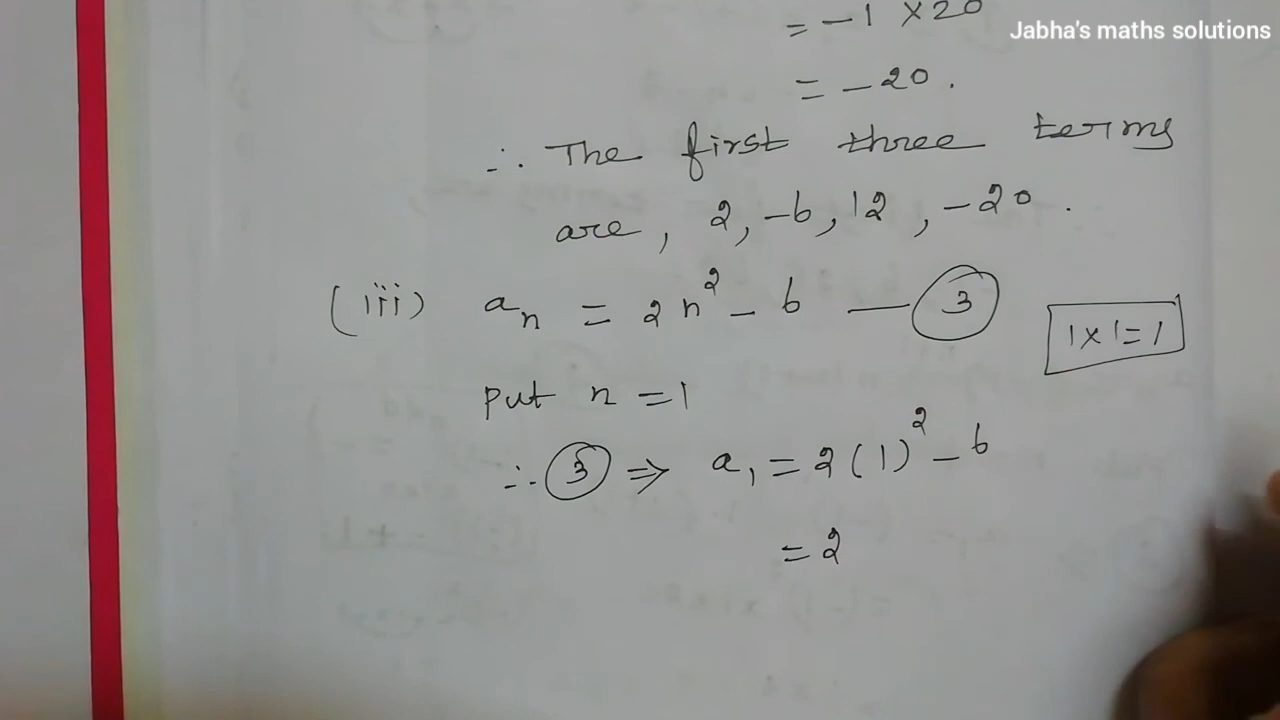 = -1 × 20
Jabha's maths solutions
= -20.
∴ The first three terms
are, 2, -6, 12, -20.
(iii) aₙ = 2n² - 6 — ③
1×1=1
put n = 1
∴ ③ ⇒ a₁ = 2(1)² - 6
= 2